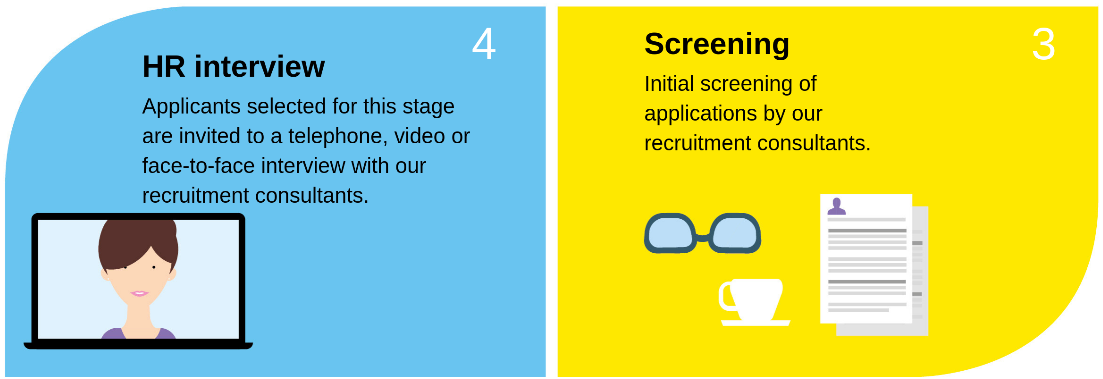 4
HR interview
Applicants selected for this stage
are invited to a telephone, video or
face-to-face interview with our
recruitment consultants.
3
Screening
Initial screening of
applications by our
recruitment consultants.